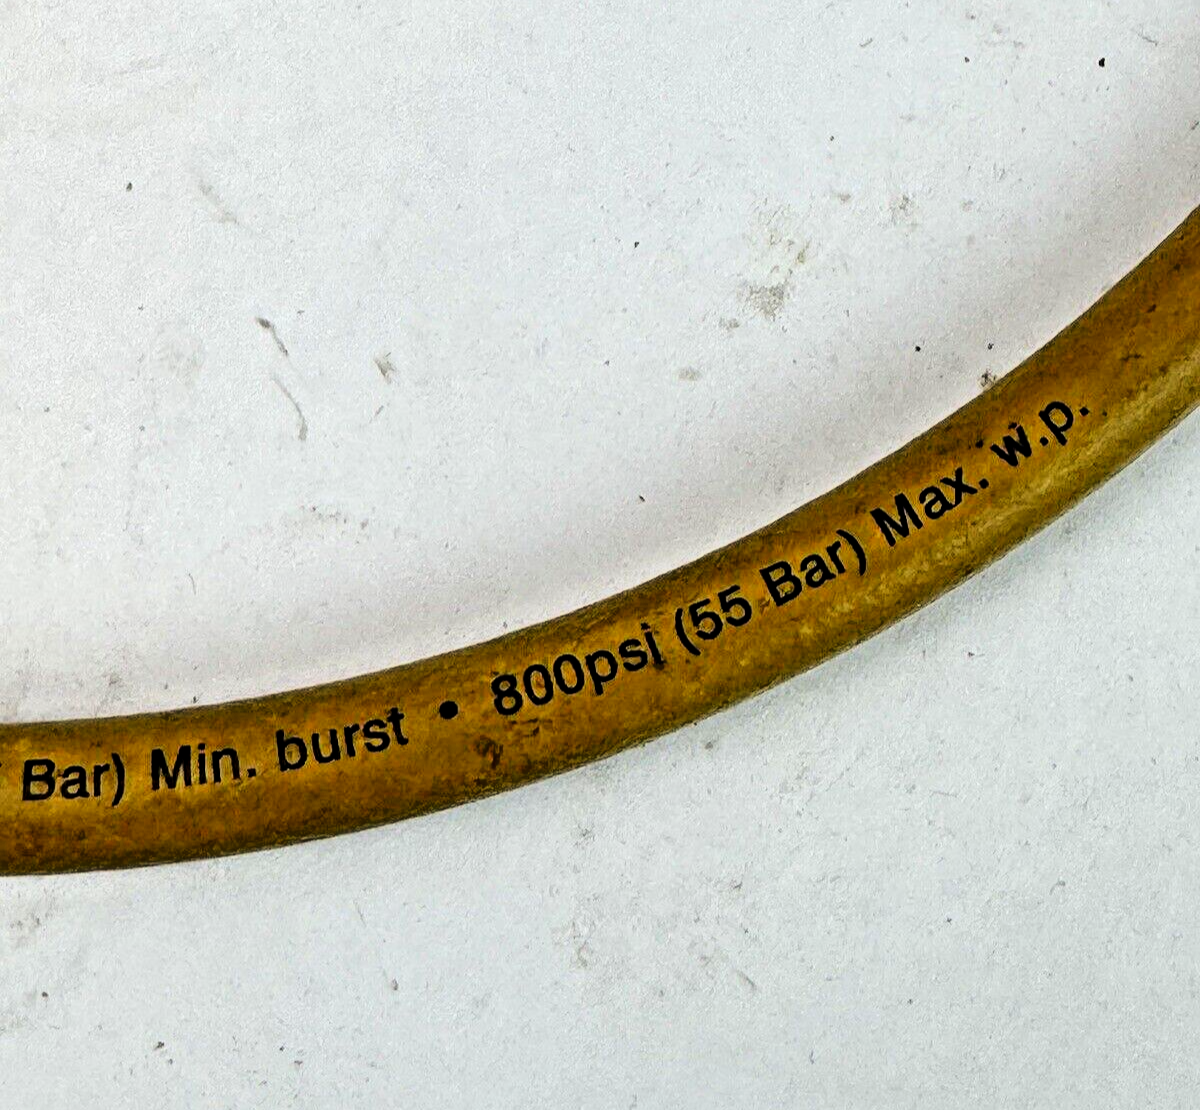 Bar) Min. burst • 800psi (55 Bar) Max. w.p.